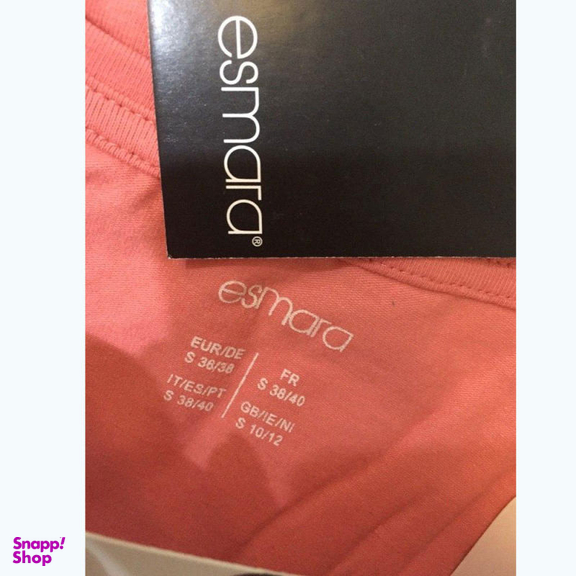 esmara®
esmara
EUR/DE
S 36/38
FR
S 38/40
IT/ES/PT
S 38/40
GB/IE/NI
S 10/12
Snapp!
Shop